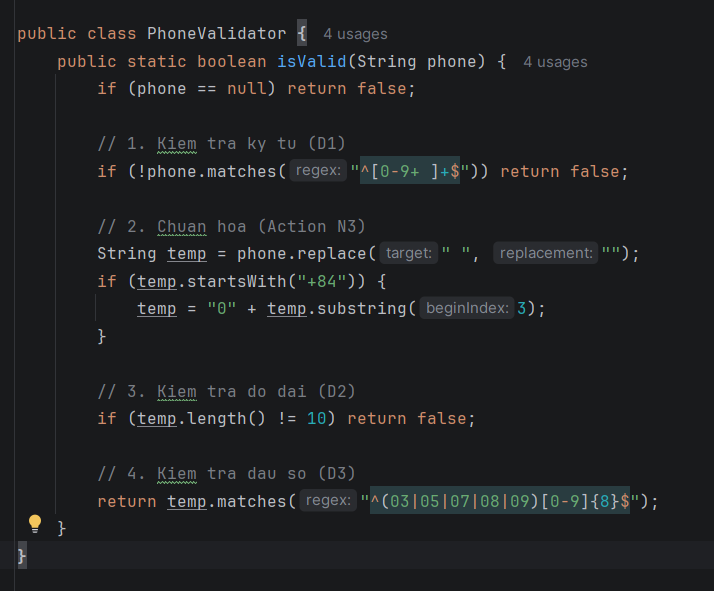 public class PhoneValidator { 4 usages
public static boolean isValid(String phone) { 4 usages
if (phone == null) return false;
// 1. Kiem tra ky tu (D1)
if (!phone.matches( regex: "^[0-9+ ]+$")) return false;
// 2. Chuan hoa (Action N3)
String temp = phone.replace( target: " ", replacement: "");
if (temp.startsWith("+84")) {
temp = "0" + temp.substring( beginIndex: 3);
}
// 3. Kiem tra do dai (D2)
if (temp.length() != 10) return false;
// 4. Kiem tra dau so (D3)
return temp.matches( regex: "^(03|05|07|08|09)[0-9]{8}$");
}
}